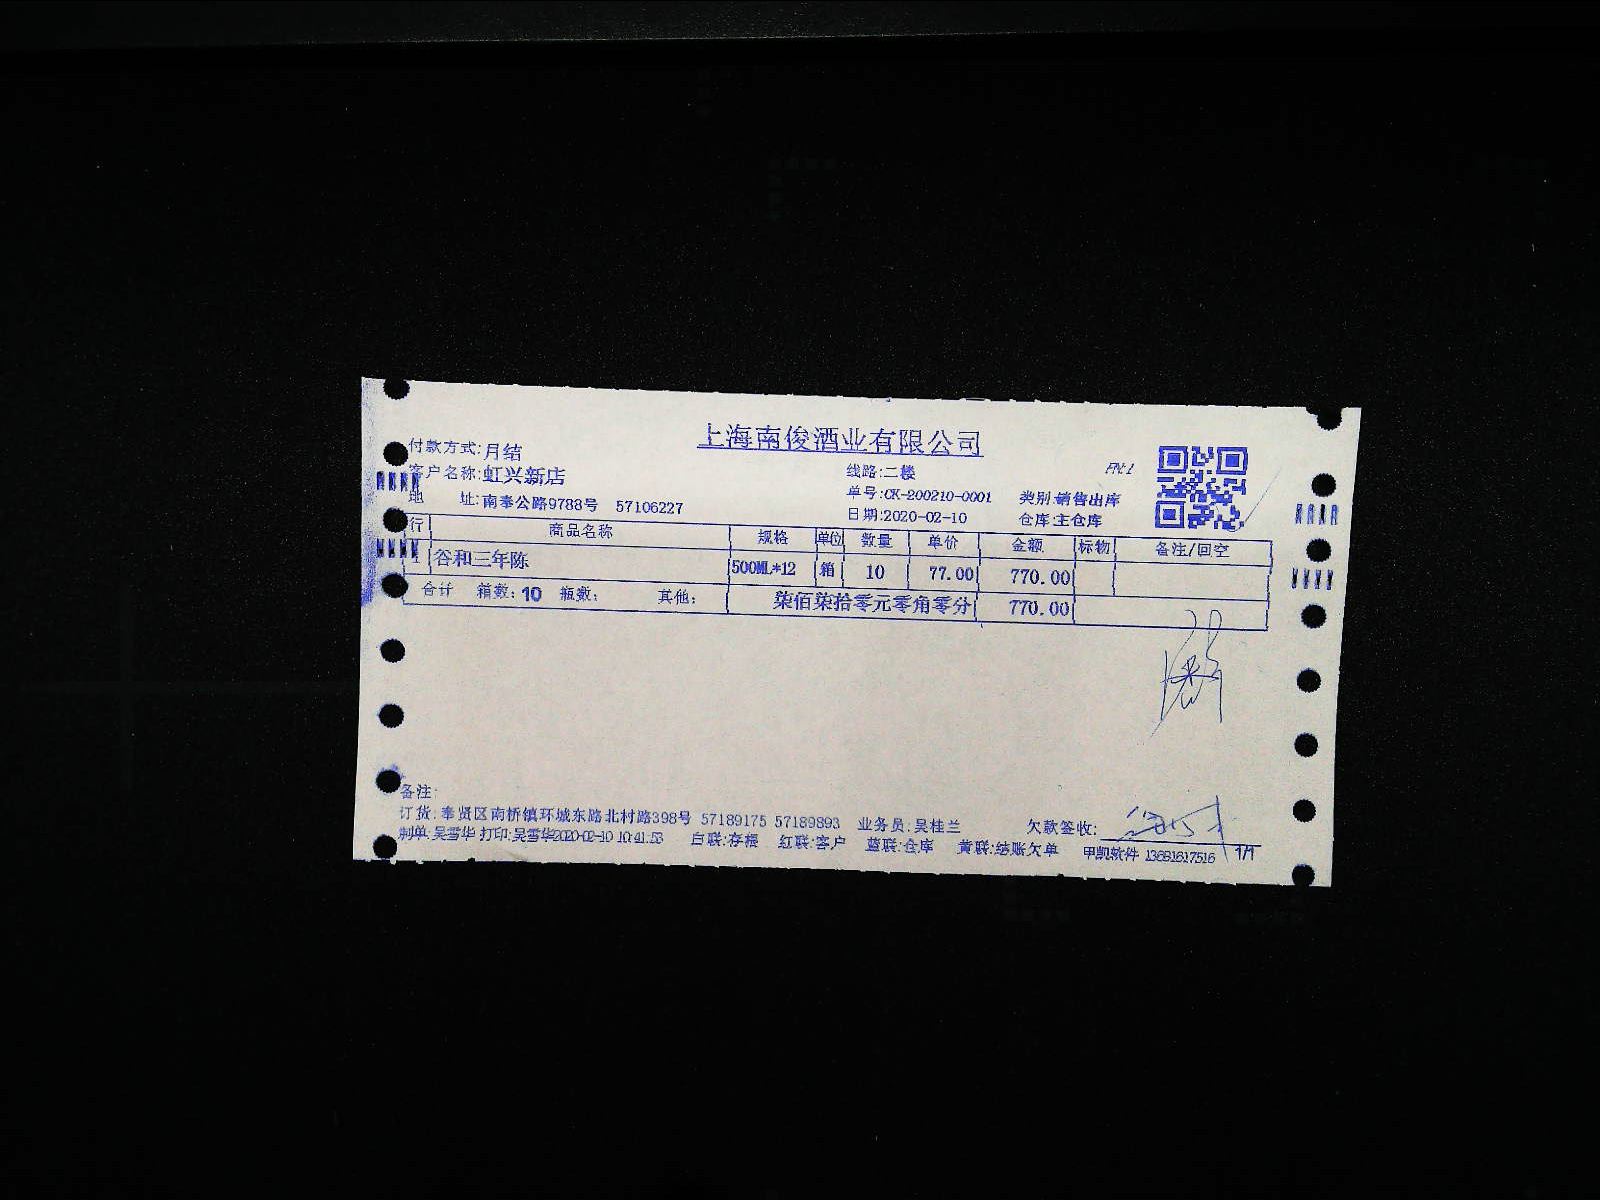 上海南俊酒业有限公司
付款方式:月结
客户名称:虹兴新店 线路:二楼
地 址:南奉公路9788号 57106227 单号:CK-200210-0001 类别:销售出库
日期:2020-02-10 仓库:主仓库
行 商品名称 规格 单位 数量 单价 金额 标物 备注/回空
1 谷和三年陈 500ML*12 箱 10 77.00 770.00
合计 箱数: 10 瓶数: 其他: 柒佰柒拾零元零角零分 770.00
备注:
订货:奉贤区南桥镇环城东路北村路398号 57189175 57189893 业务员:吴桂兰 欠款签收:
制单:吴雪华 打印:吴雪华2020-02-10 10:41:53 白联:存根 红联:客户 蓝联:仓库 黄联:结账欠单 甲凯软件 13691617516 1/1